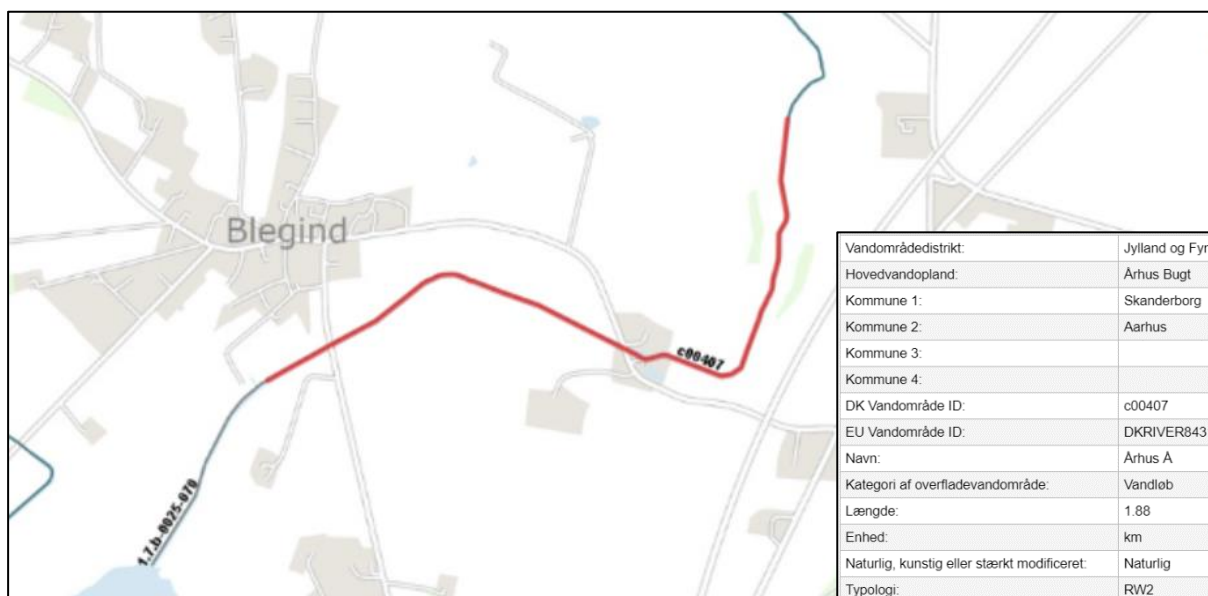 Blegind
c00407
1.7.b-0025-070
Vandområdedistrikt: Jylland og Fyn
Hovedvandopland: Århus Bugt
Kommune 1: Skanderborg
Kommune 2: Aarhus
Kommune 3:
Kommune 4:
DK Vandområde ID: c00407
EU Vandområde ID: DKRIVER843
Navn: Århus Å
Kategori af overfladevandområde: Vandløb
Længde: 1.88
Enhed: km
Naturlig, kunstig eller stærkt modificeret: Naturlig
Typologi: RW2